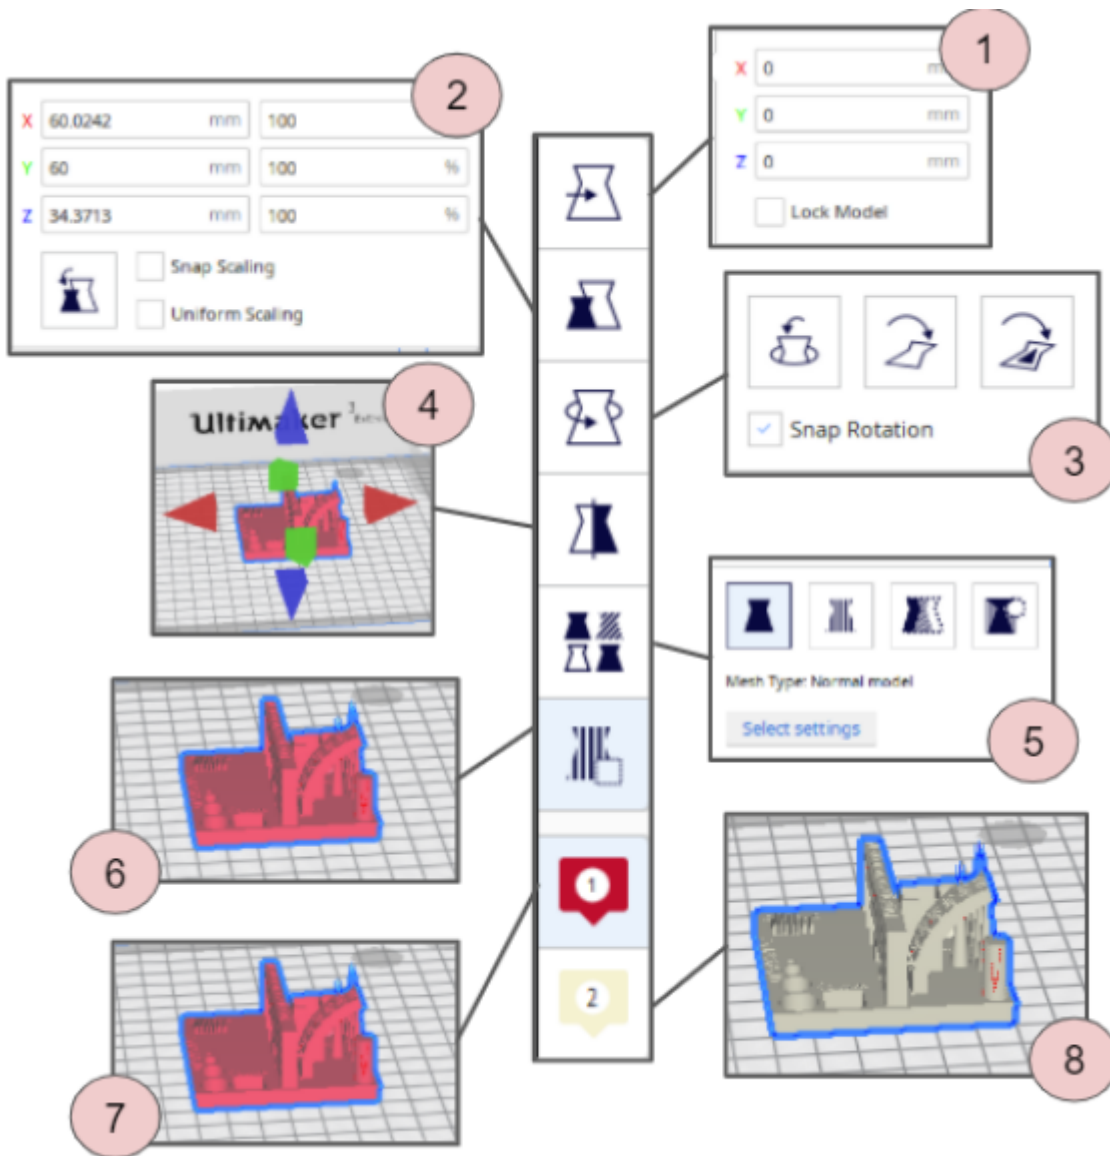 1
X 0 mm
Y 0 mm
Z 0 mm
Lock Model
2
X 60.0242 mm 100
Y 60 mm 100 %
Z 34.3713 mm 100 %
Snap Scaling
Uniform Scaling
Snap Rotation
3
4
Ultimaker 3
Mesh Type: Normal model
Select settings
5
6
1
7
2
8